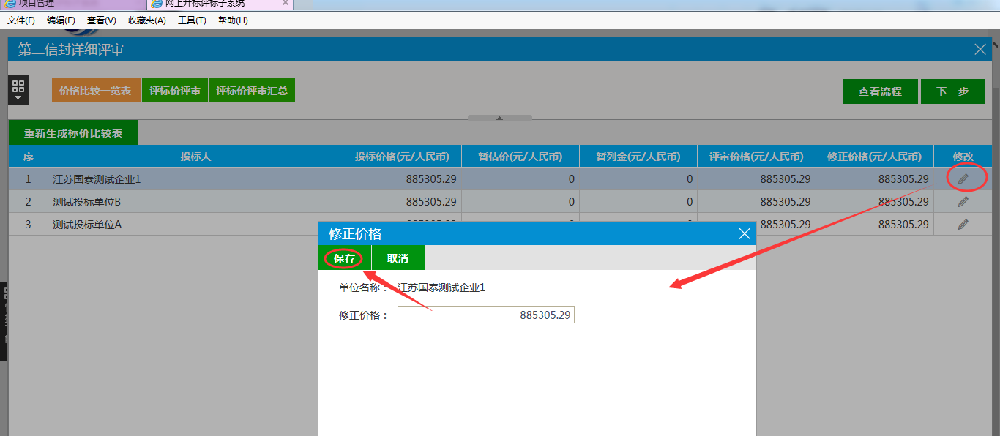 项目管理
网上开标评标子系统
文件(F) 编辑(E) 查看(V) 收藏夹(A) 工具(T) 帮助(H)
第二信封详细评审
价格比较一览表 评标价评审 评标价评审汇总 查看流程 下一步
重新生成标价比较表
序 投标人 投标价格(元/人民币) 暂估价(元/人民币) 暂列金(元/人民币) 评审价格(元/人民币) 修正价格(元/人民币) 修改
1 江苏国泰测试企业1 885305.29 0 0 885305.29 885305.29
2 测试投标单位B 885305.29 0 0 885305.29 885305.29
3 测试投标单位A 885305.29 885305.29
修正价格
保存 取消
单位名称： 江苏国泰测试企业1
修正价格： 885305.29